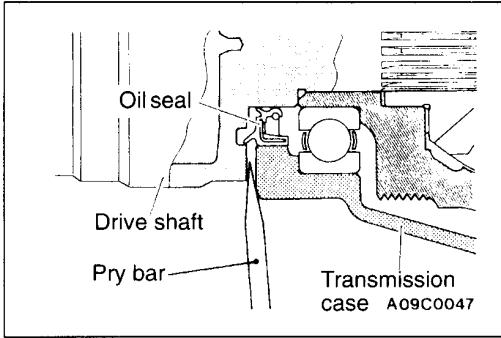 Oil seal
Drive shaft
Pry bar
Transmission
case A09C0047